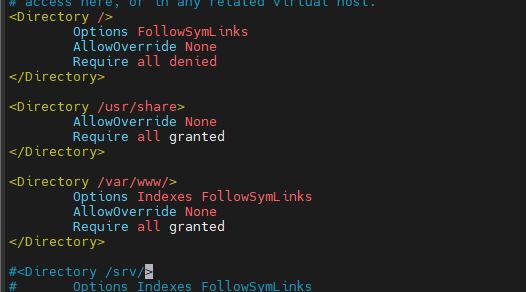 # access here, or in any related virtual host.
<Directory />
        Options FollowSymLinks
        AllowOverride None
        Require all denied
</Directory>

<Directory /usr/share>
        AllowOverride None
        Require all granted
</Directory>

<Directory /var/www/>
        Options Indexes FollowSymLinks
        AllowOverride None
        Require all granted
</Directory>

#<Directory /srv/>
#       Options Indexes FollowSymLinks